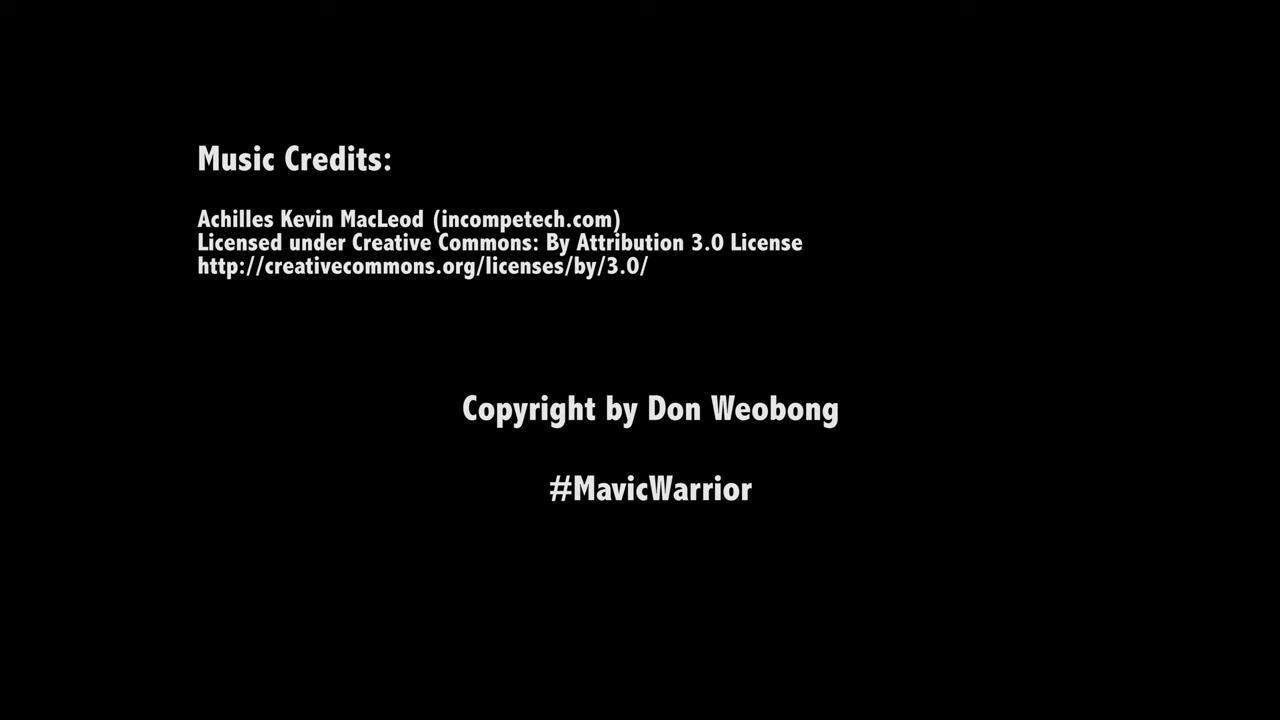 Music Credits:
Achilles Kevin MacLeod (incompetech.com)
Licensed under Creative Commons: By Attribution 3.0 License
http://creativecommons.org/licenses/by/3.0/
Copyright by Don Weobong
#MavicWarrior